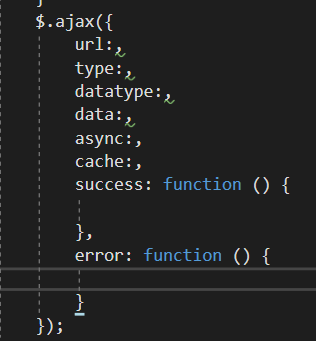 }
$.ajax({
url:,
type:,
datatype:,
data:,
async:,
cache:,
success: function () {
},
error: function () {
}
});